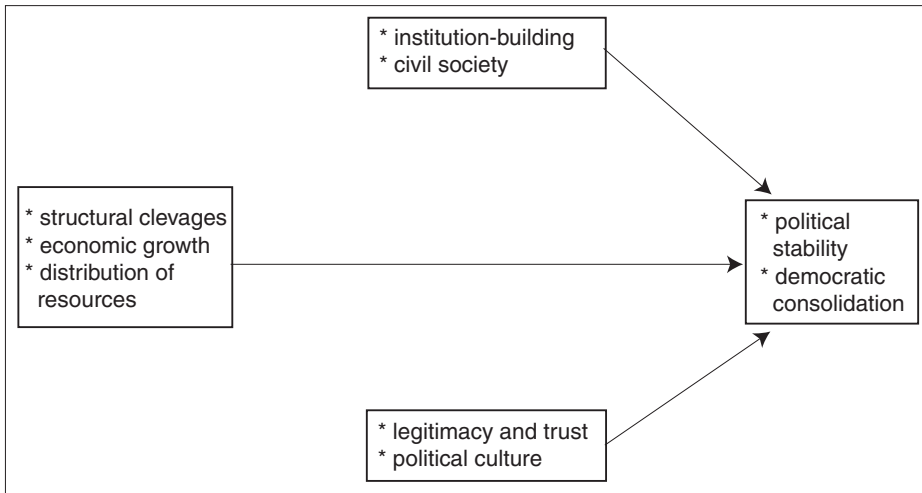 * institution-building
* civil society
* structural clevages
* economic growth
* distribution of
resources
* political
stability
* democratic
consolidation
* legitimacy and trust
* political culture